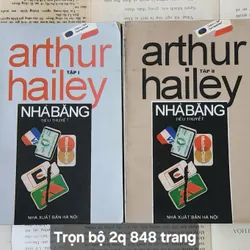 arthur
TẬP I
hailey
NHÀ BĂNG
TIỂU THUYẾT
NHÀ XUẤT BẢN HÀ NỘI
arthur
TẬP II
hailey
NHÀ BĂNG
TIỂU THUYẾT
NHÀ XUẤT BẢN HÀ NỘI
Trọn bộ 2q 848 trang